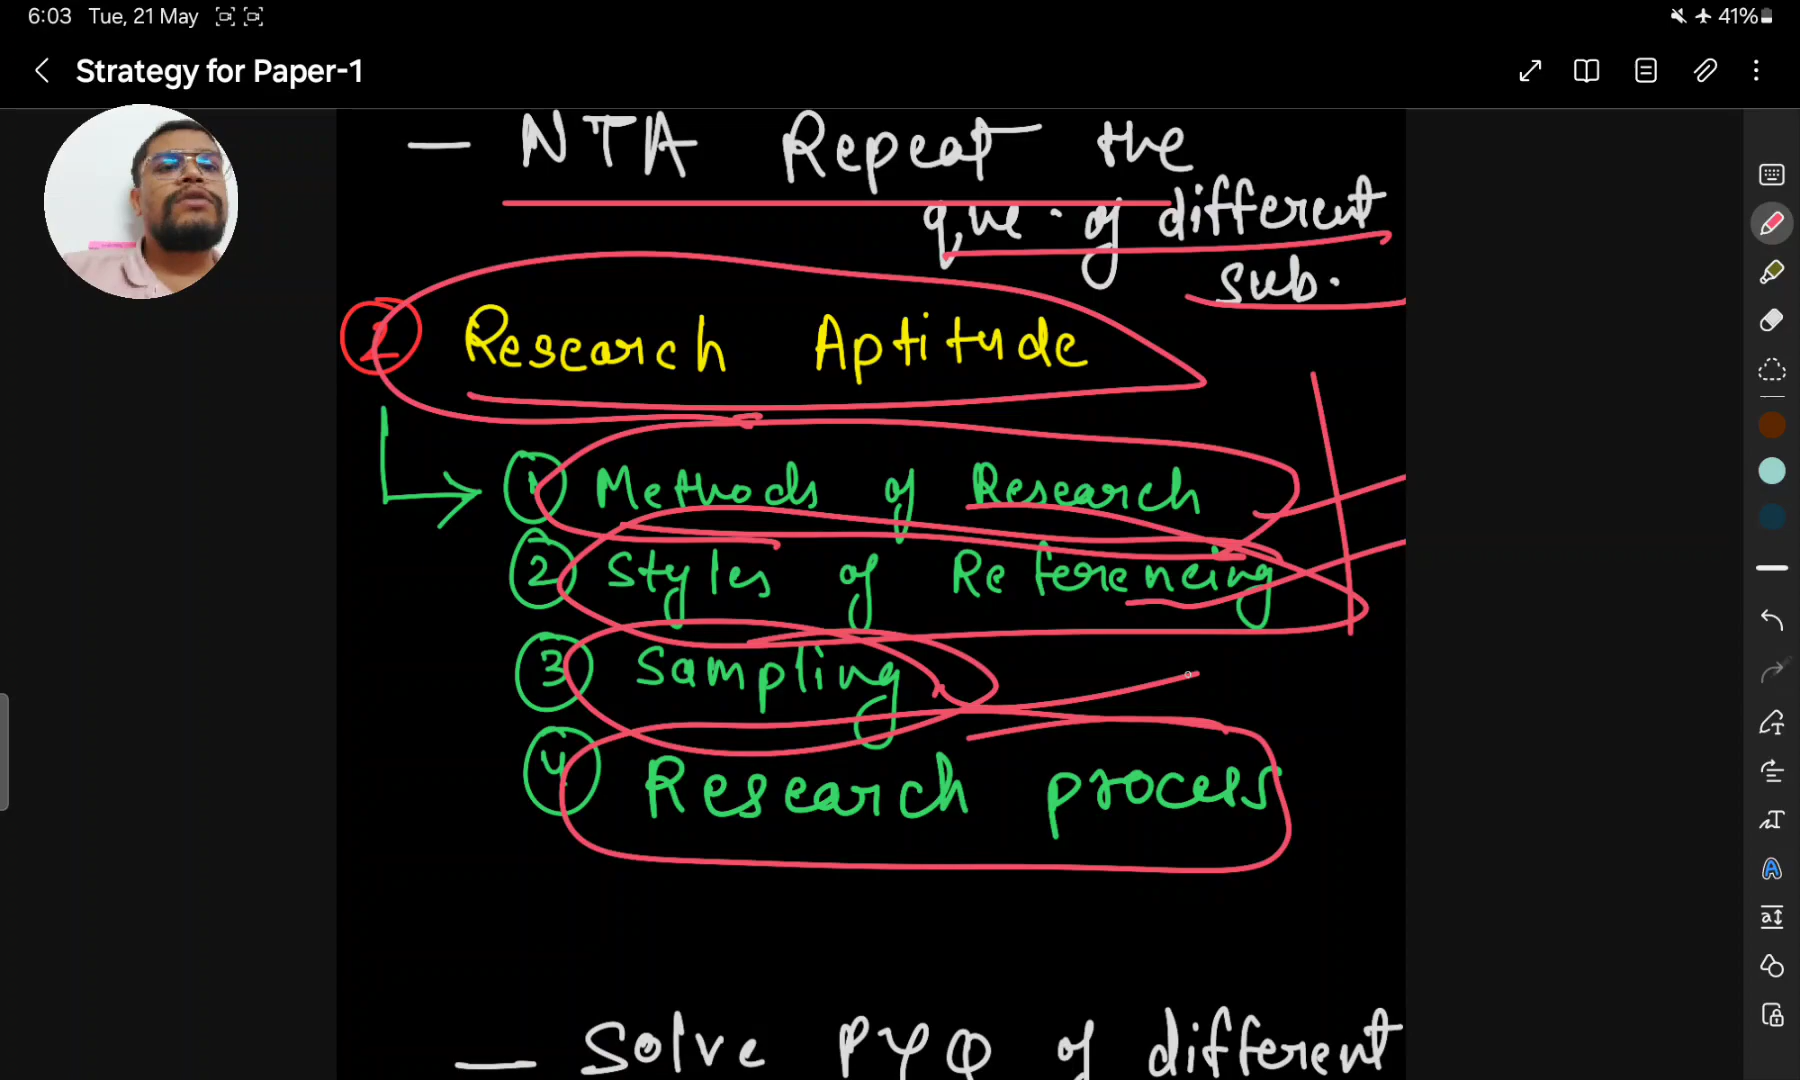 6:03 Tue, 21 May 41%
Strategy for Paper-1
— NTA Repeat the
que. of different
sub.
2 Research Aptitude
1 Methods of Research
2 Styles of Referencing
3 Sampling
4 Research process
— Solve PYQ of different